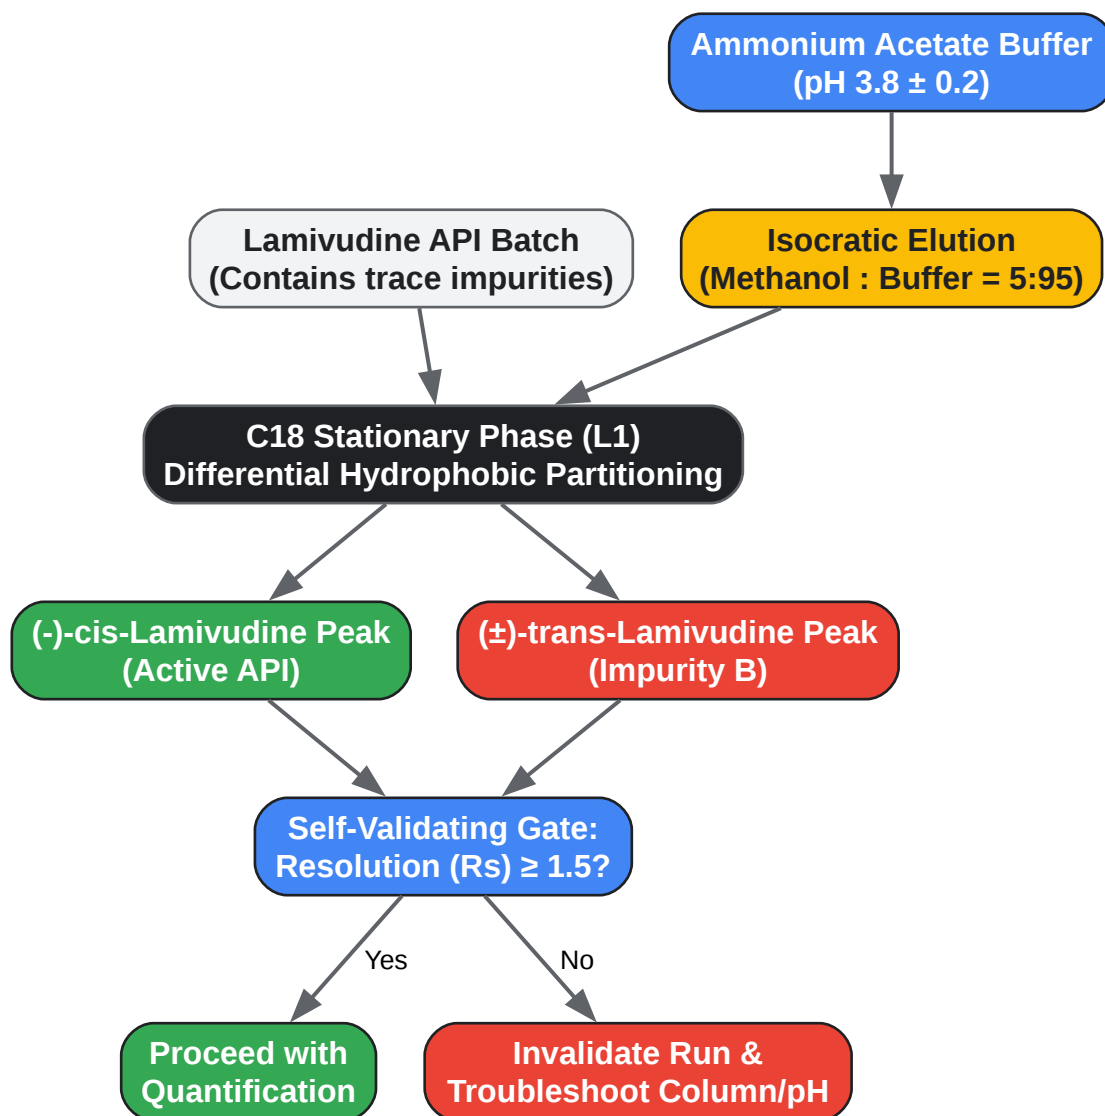 Ammonium Acetate Buffer
(pH 3.8 ± 0.2)
Lamivudine API Batch
(Contains trace impurities)
Isocratic Elution
(Methanol : Buffer = 5:95)
C18 Stationary Phase (L1)
Differential Hydrophobic Partitioning
(-)-cis-Lamivudine Peak
(Active API)
(±)-trans-Lamivudine Peak
(Impurity B)
Self-Validating Gate:
Resolution (Rs) ≥ 1.5?
Yes
No
Proceed with
Quantification
Invalidate Run &
Troubleshoot Column/pH